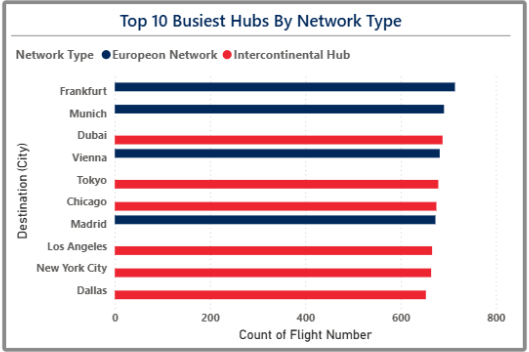 Top 10 Busiest Hubs By Network Type
Network Type European Network Intercontinental Hub
Destination (City)
Frankfurt
Munich
Dubai
Vienna
Tokyo
Chicago
Madrid
Los Angeles
New York City
Dallas
0 200 400 600 800
Count of Flight Number